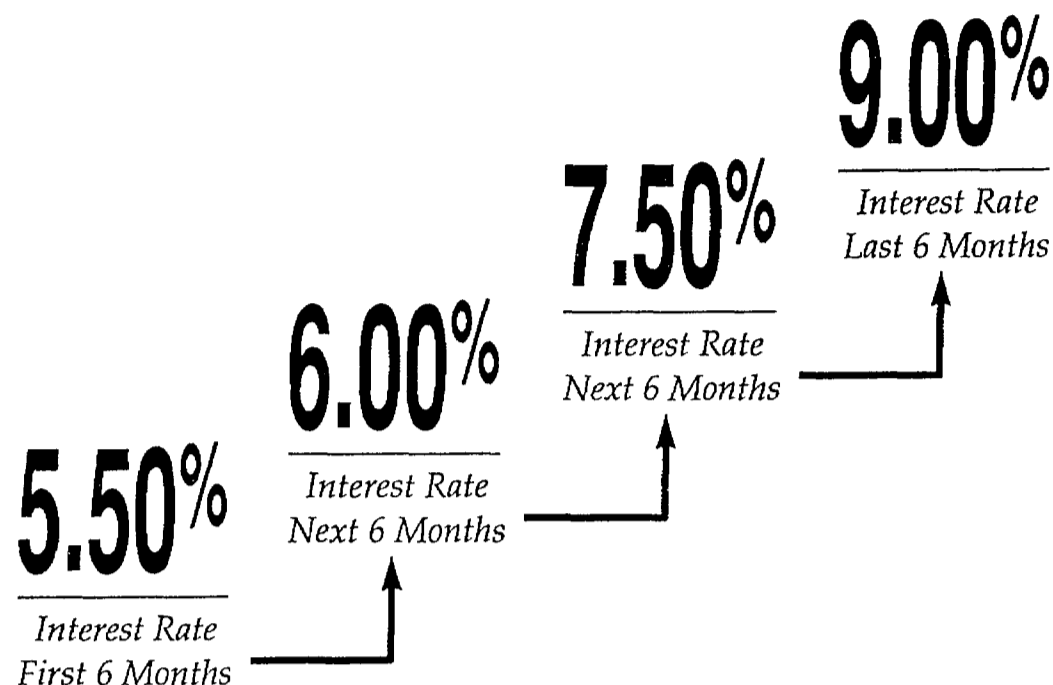 5.50%
Interest Rate
First 6 Months
6.00%
Interest Rate
Next 6 Months
7.50%
Interest Rate
Next 6 Months
9.00%
Interest Rate
Last 6 Months